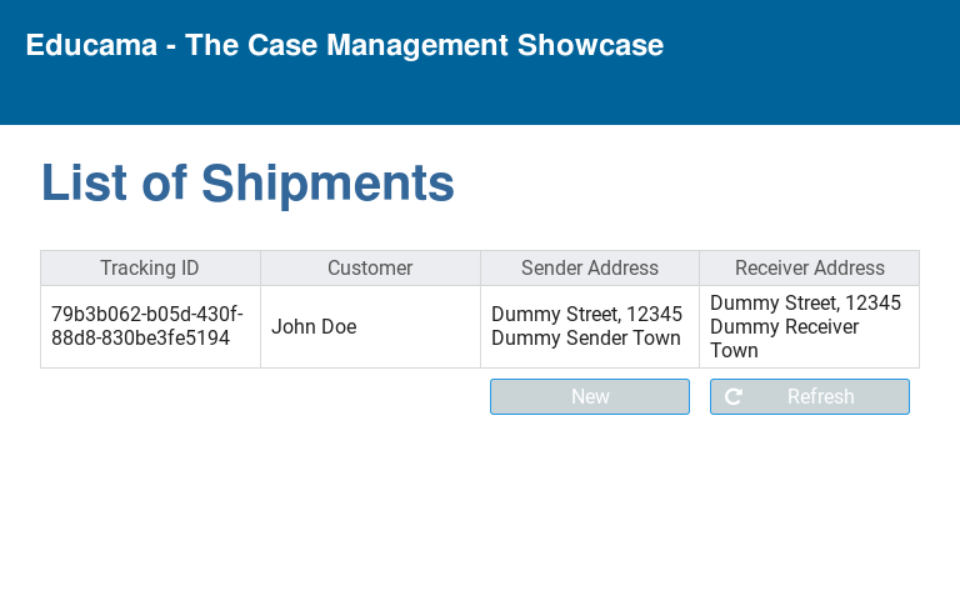 Educama - The Case Management Showcase
List of Shipments
Tracking ID
Customer
Sender Address
Receiver Address
79b3b062-b05d-430f-
88d8-830be3fe5194
John Doe
Dummy Street, 12345
Dummy Sender Town
Dummy Street, 12345
Dummy Receiver
Town
New
Refresh